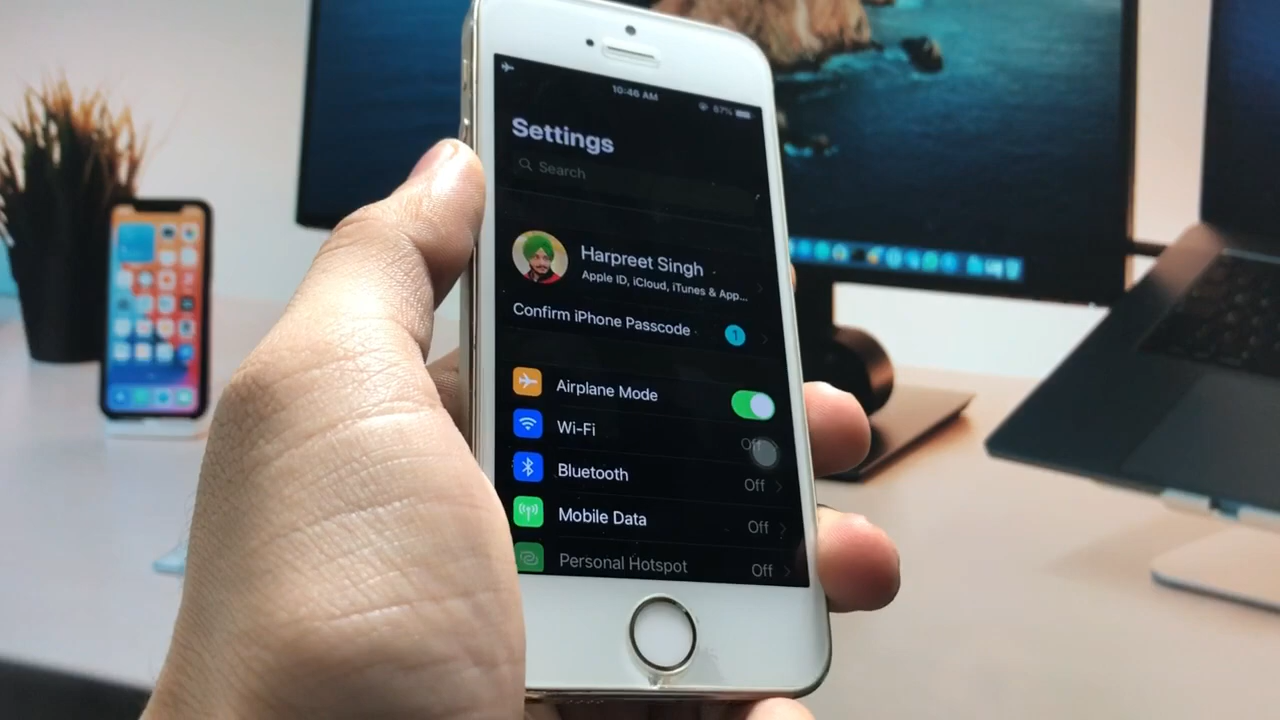 10:46 AM
67%
Settings
Search
Harpreet Singh
Apple ID, iCloud, iTunes & App...
Confirm iPhone Passcode
1
Airplane Mode
Wi-Fi
Off
Bluetooth
Off
Mobile Data
Off
Personal Hotspot
Off